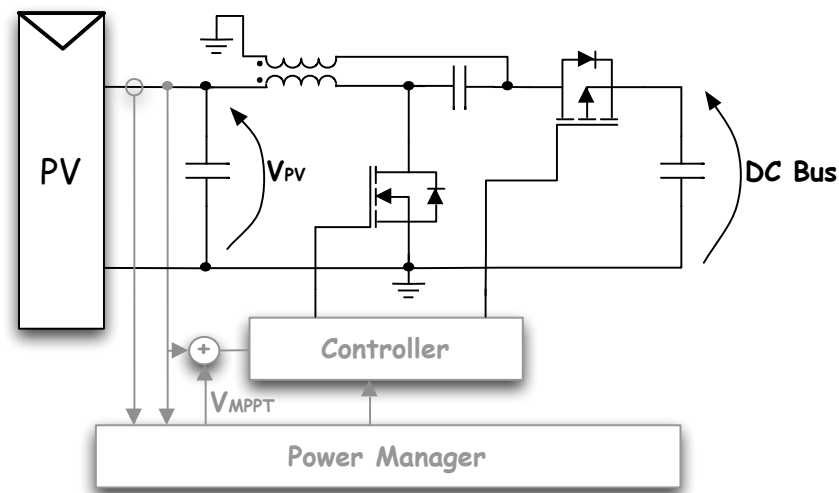 PV
VPV
DC Bus
Controller
+
VMPPT
Power Manager